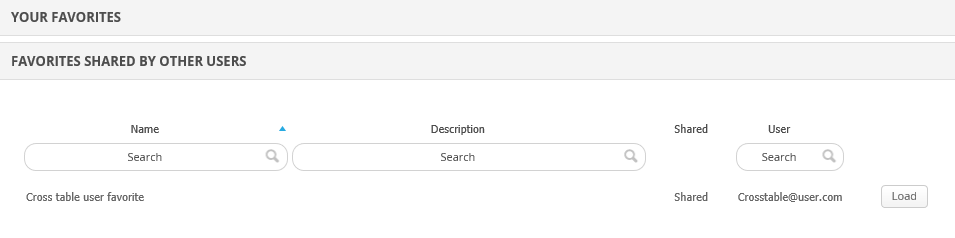 YOUR FAVORITES
FAVORITES SHARED BY OTHER USERS
Name Description Shared User
Search Search Search
Cross table user favorite Shared Crosstable@user.com Load